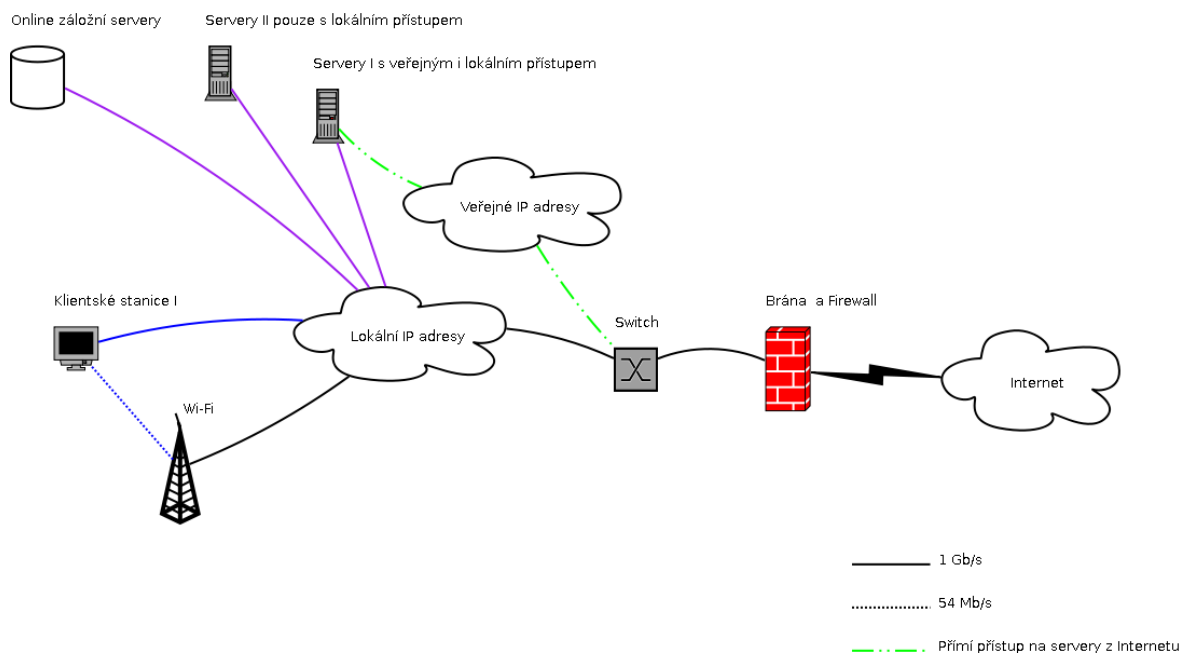 Online záložní servery
Servery II pouze s lokálním přístupem
Servery I s veřejným i lokálním přístupem
Veřejné IP adresy
Klientské stanice I
Lokální IP adresy
Switch
Brána a Firewall
Internet
Wi-Fi
1 Gb/s
54 Mb/s
Přímí přístup na servery z Internetu